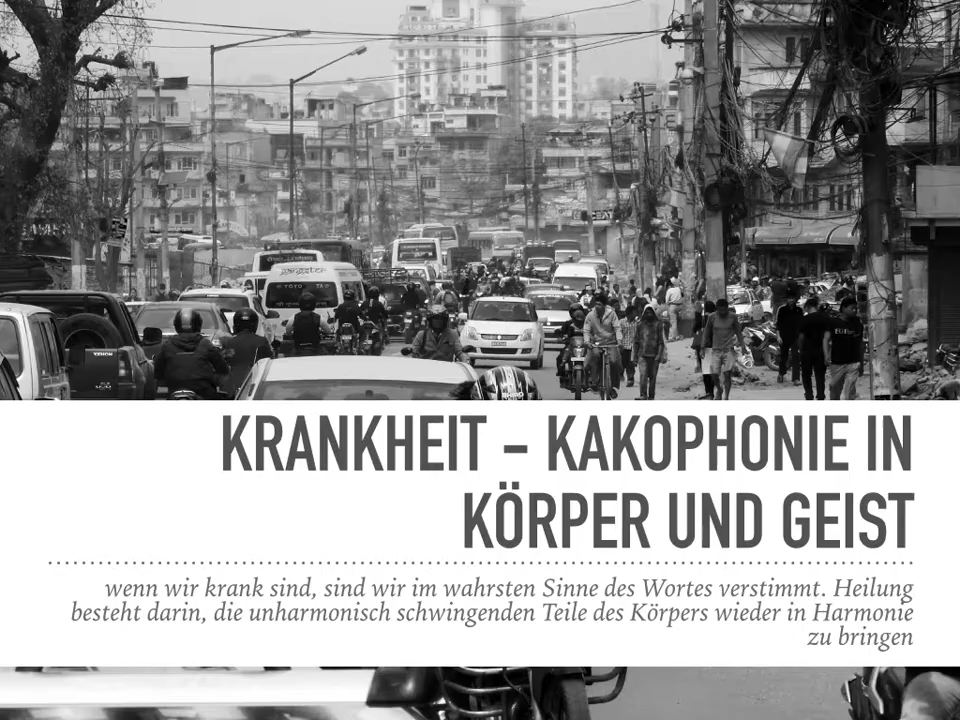 KRANKHEIT – KAKOPHONIE IN
KÖRPER UND GEIST
wenn wir krank sind, sind wir im wahrsten Sinne des Wortes verstimmt. Heilung
besteht darin, die unharmonisch schwingenden Teile des Körpers wieder in Harmonie
zu bringen